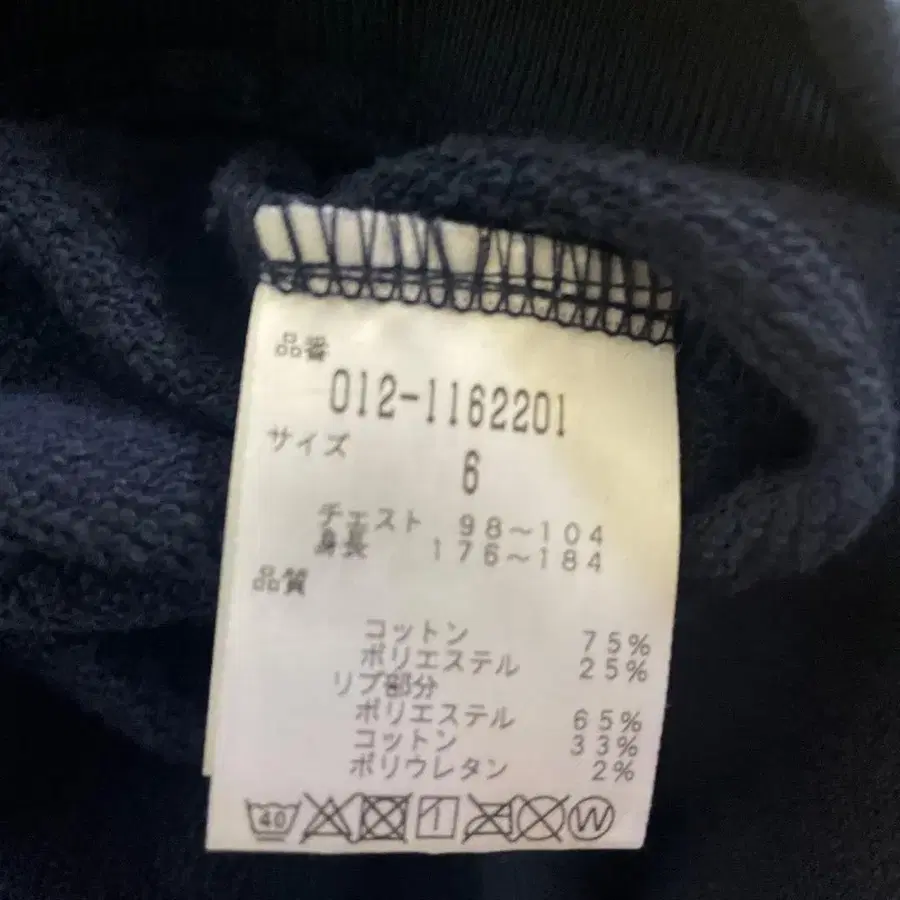 品番
012-1162201
サイズ
6
チェスト 98～104
身長 176～184
品質
コットン 75%
ポリエステル 25%
リブ部分
ポリエステル 65%
コットン 33%
ポリウレタン 2%
40 W